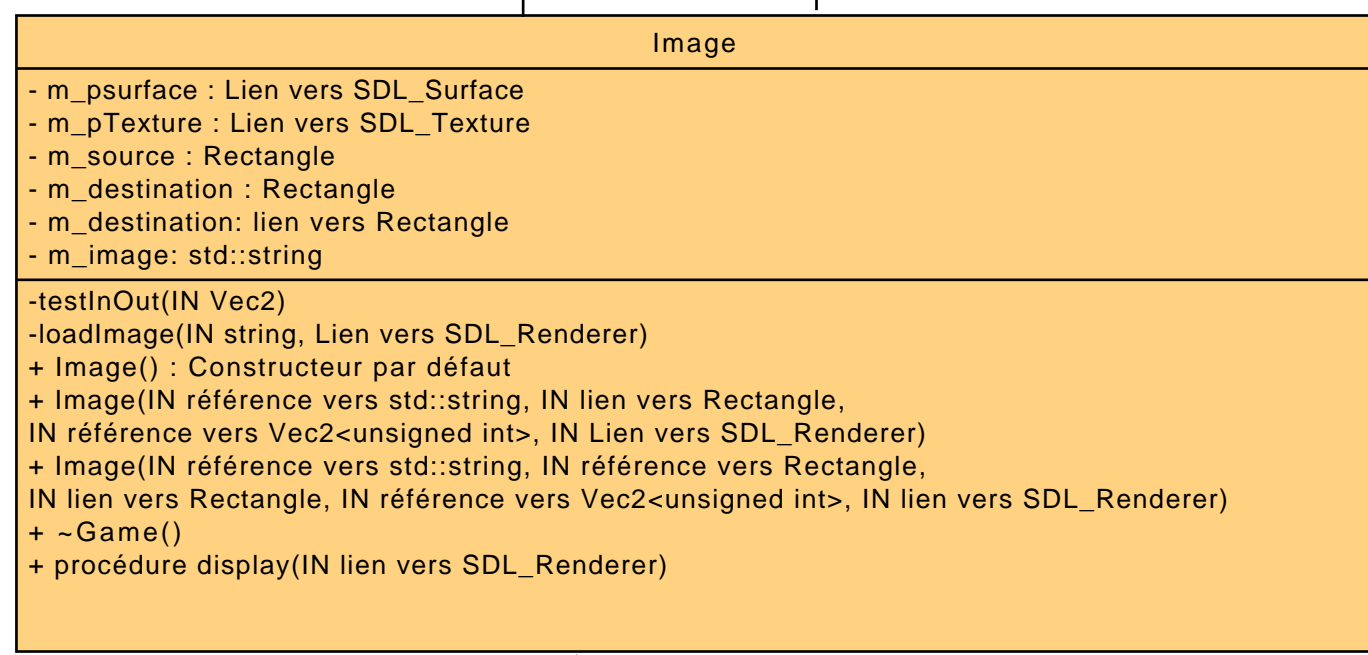 Image
- m_psurface : Lien vers SDL_Surface
- m_pTexture : Lien vers SDL_Texture
- m_source : Rectangle
- m_destination : Rectangle
- m_destination: lien vers Rectangle
- m_image: std::string
-testInOut(IN Vec2)
-loadImage(IN string, Lien vers SDL_Renderer)
+ Image() : Constructeur par défaut
+ Image(IN référence vers std::string, IN lien vers Rectangle,
IN référence vers Vec2<unsigned int>, IN Lien vers SDL_Renderer)
+ Image(IN référence vers std::string, IN référence vers Rectangle,
IN lien vers Rectangle, IN référence vers Vec2<unsigned int>, IN lien vers SDL_Renderer)
+ ~Game()
+ procédure display(IN lien vers SDL_Renderer)